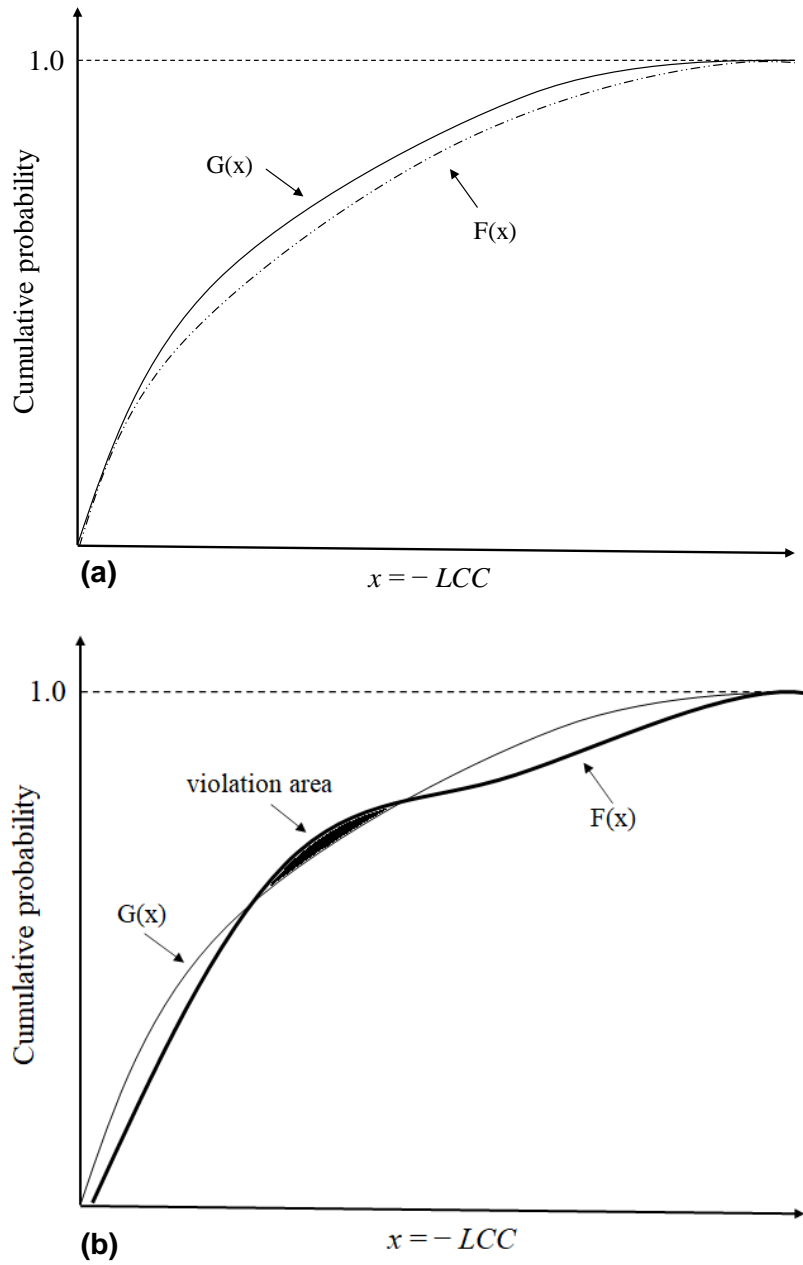 1.0
G(x)
F(x)
Cumulative probability
(a)
x = − LCC
1.0
violation area
F(x)
G(x)
Cumulative probability
(b)
x = − LCC